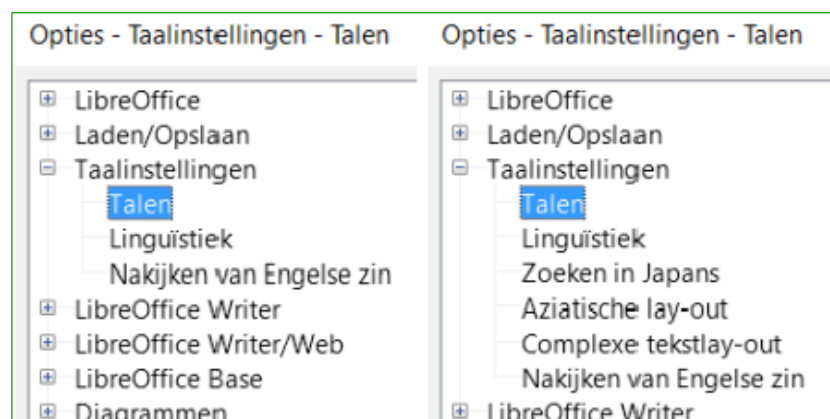 Opties - Taalinstellingen - Talen
LibreOffice
Laden/Opslaan
Taalinstellingen
Talen
Linguïstiek
Nakijken van Engelse zin
LibreOffice Writer
LibreOffice Writer/Web
LibreOffice Base
Diagrammen
Opties - Taalinstellingen - Talen
LibreOffice
Laden/Opslaan
Taalinstellingen
Talen
Linguïstiek
Zoeken in Japans
Aziatische lay-out
Complexe tekstlay-out
Nakijken van Engelse zin
LibreOffice Writer